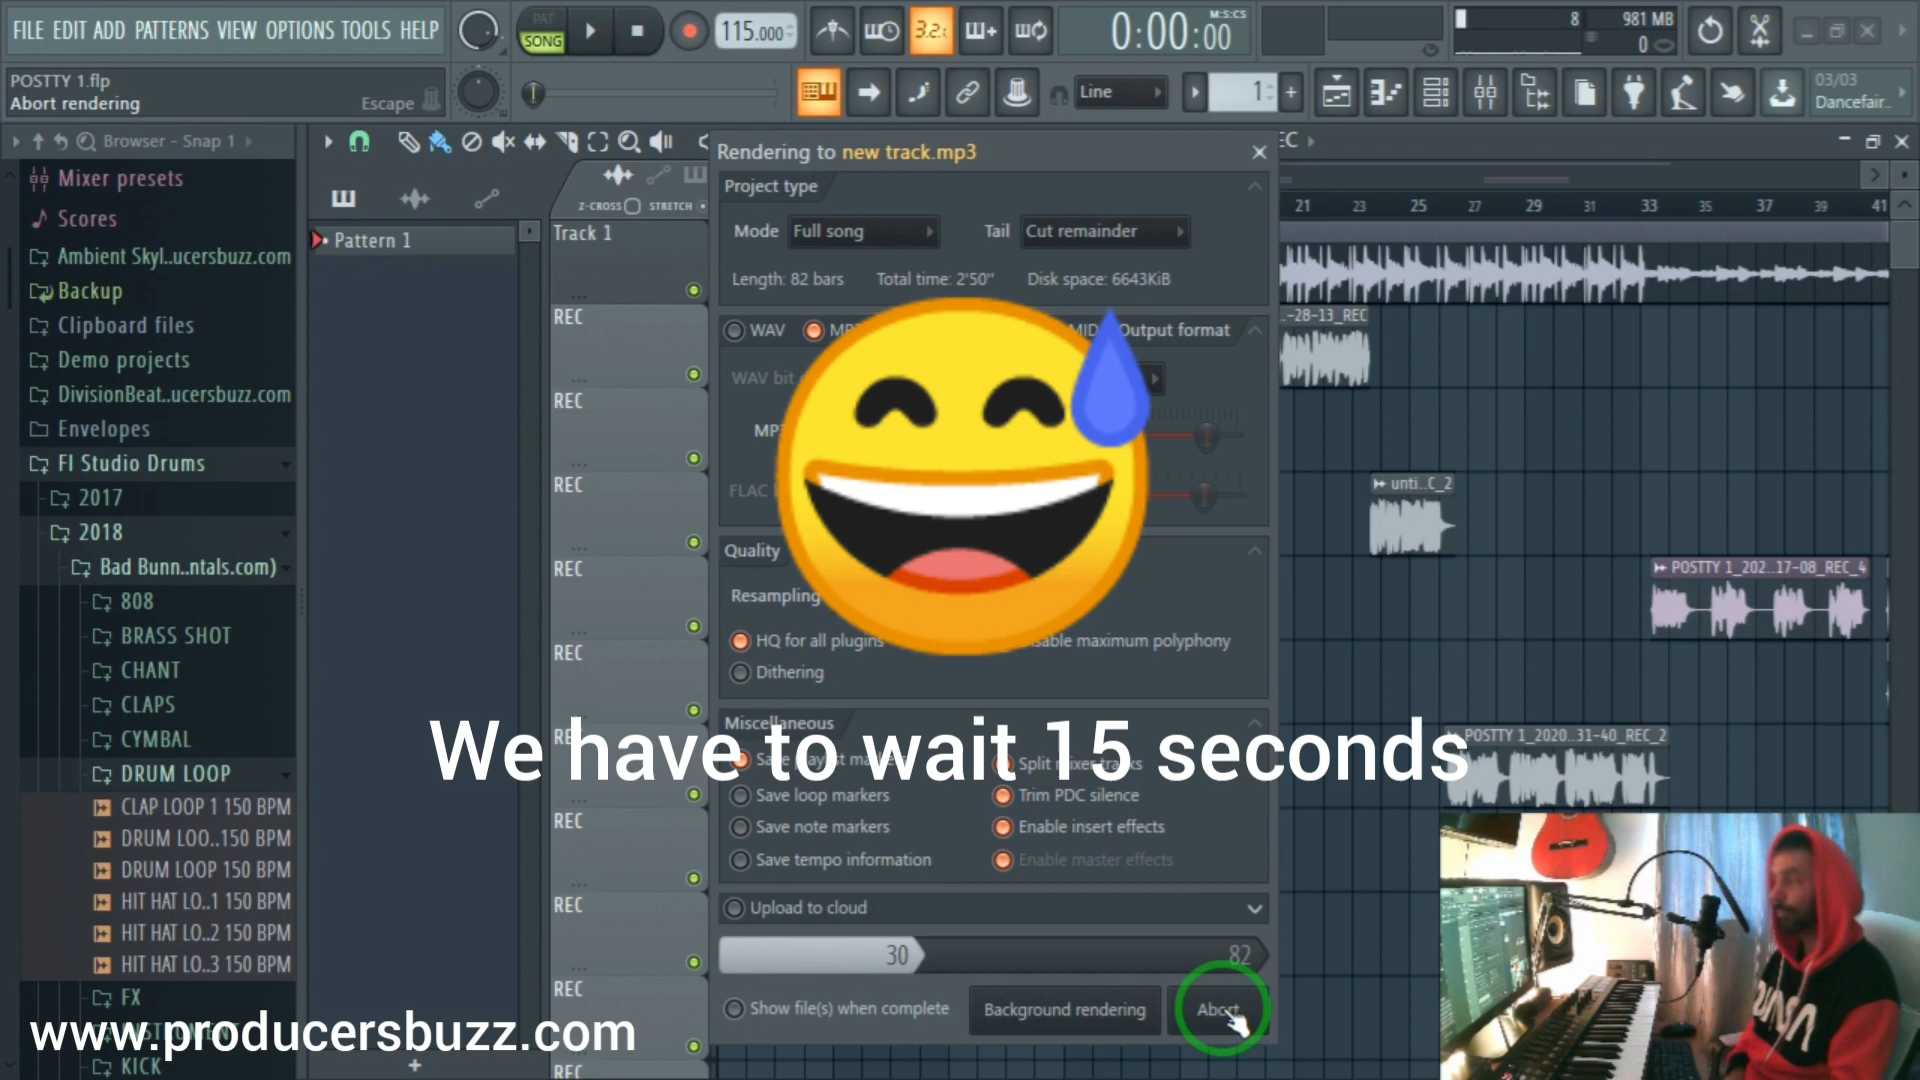 FILE EDIT ADD PATTERNS VIEW OPTIONS TOOLS HELP
PAT
SONG
115.000
3.2.
M:S:CS
0:00:00
8
981 MB
0
POSTTY 1.flp
Abort rendering
Escape
Line
1
03/03
Dancefair..
Browser - Snap 1
Mixer presets
Scores
Ambient Skyl..ucersbuzz.com
Backup
Clipboard files
Demo projects
DivisionBeat..ucersbuzz.com
Envelopes
Fl Studio Drums
2017
2018
Bad Bunn..ntals.com)
808
BRASS SHOT
CHANT
CLAPS
CYMBAL
DRUM LOOP
CLAP LOOP 1 150 BPM
DRUM LOO..150 BPM
DRUM LOOP 150 BPM
HIT HAT LO..1 150 BPM
HIT HAT LO..2 150 BPM
HIT HAT LO..3 150 BPM
FX
KICK
Pattern 1
Z-CROSS STRETCH
Track 1
REC
REC
REC
REC
REC
REC
REC
REC
REC
REC
Rendering to new track.mp3
Project type
Mode Full song Tail Cut remainder
Length: 82 bars Total time: 2'50'' Disk space: 6643KiB
WAV
MIDI
Output format
WAV bit
FLAC
Quality
Resampling
HQ for all plugins
maximum polyphony
Dithering
Miscellaneous
Save playlist markers
Split mixer tracks
Save loop markers
Trim PDC silence
Save note markers
Enable insert effects
Save tempo information
Enable master effects
Upload to cloud
30 82
Show file(s) when complete
Background rendering
Abort
21 23 25 27 29 31 33 35 37 39 41
..-28-13_REC
unti..C_2
POSTTY 1_202..17-08_REC_4
POSTTY 1_2020..31-40_REC_2
We have to wait 15 seconds
www.producersbuzz.com